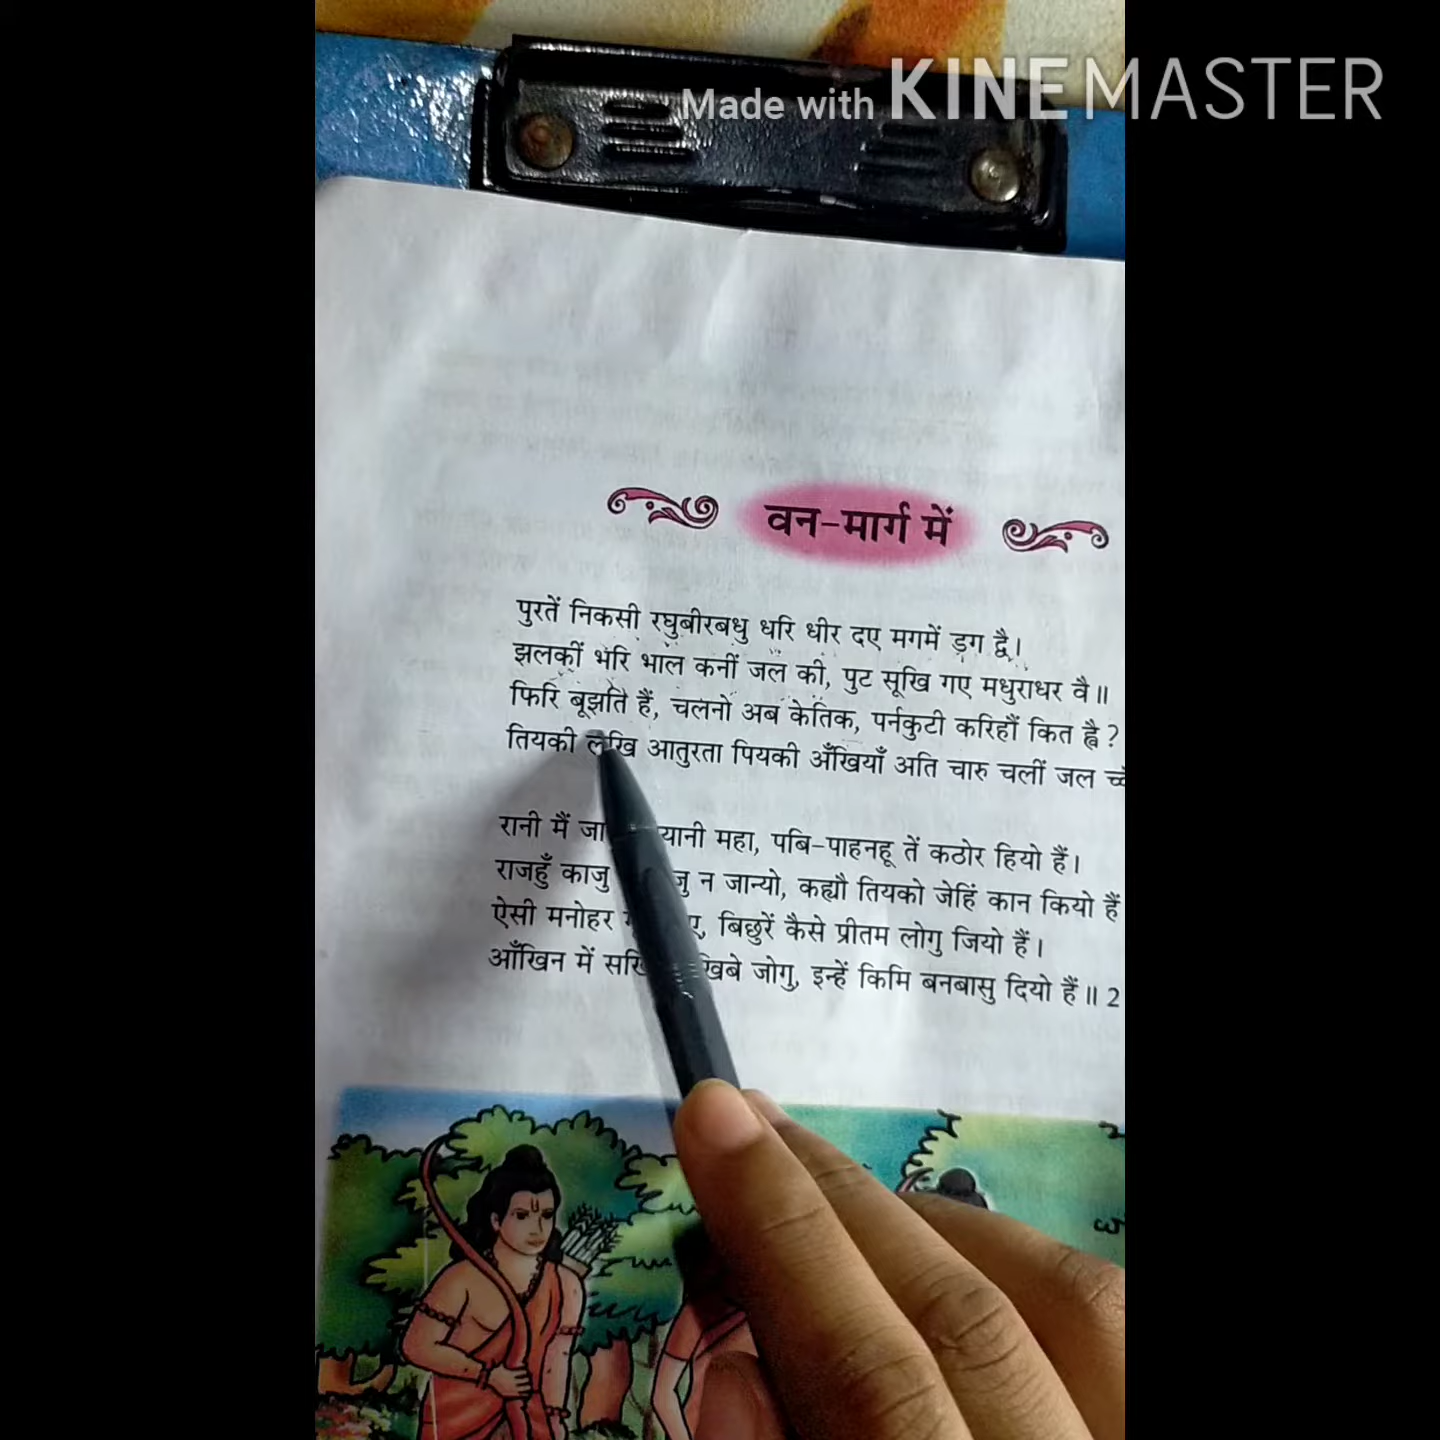 Made with KINEMASTER
वन-मार्ग में
पुरतें निकसी रघुबीरबधु धरि धीर दए मगमें ड़ग द्वै।
झलकीं भरि भाल कनीं जल की, पुट सूखि गए मधुराधर वै॥
फिरि बूझति हैं, चलनो अब केतिक, पर्नकुटी करिहौं कित ह्वै?
तियकी लखि आतुरता पियकी अँखियाँ अति चारु चलीं जल
रानी मैं यानी महा, पबि-पाहनहू तें कठोर हियो हैं।
राजहुँ काजु न जान्यो, कह्यौ तियको जेहिं कान कियो हैं
ऐसी मनोहर ए, बिछुरें कैसे प्रीतम लोगु जियो हैं।
आँखिन में जोगु, इन्हें किमि बनबासु दियो हैं॥ 2